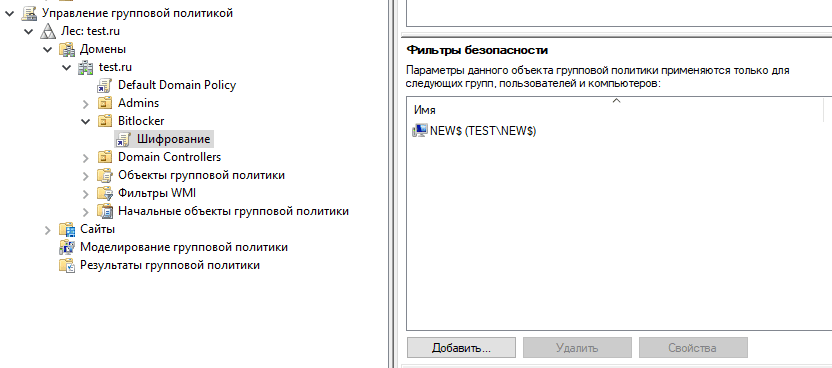 Управление групповой политикой
Лес: test.ru
Домены
test.ru
Default Domain Policy
Admins
Bitlocker
Шифрование
Domain Controllers
Объекты групповой политики
Фильтры WMI
Начальные объекты групповой политики
Сайты
Моделирование групповой политики
Результаты групповой политики
Фильтры безопасности
Параметры данного объекта групповой политики применяются только для
следующих групп, пользователей и компьютеров:
Имя
NEW$ (TEST\NEW$)
Добавить...
Удалить
Свойства